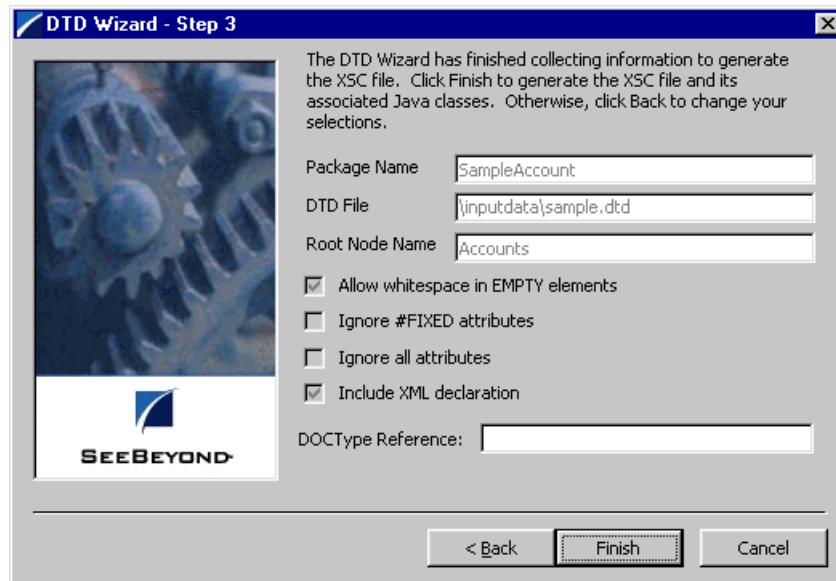 DTD Wizard - Step 3
The DTD Wizard has finished collecting information to generate
the XSC file. Click Finish to generate the XSC file and its
associated Java classes. Otherwise, click Back to change your
selections.
Package Name SampleAccount
DTD File \inputdata\sample.dtd
Root Node Name Accounts
Allow whitespace in EMPTY elements
Ignore #FIXED attributes
Ignore all attributes
Include XML declaration
DOCType Reference:
SEEBEYOND
< Back Finish Cancel